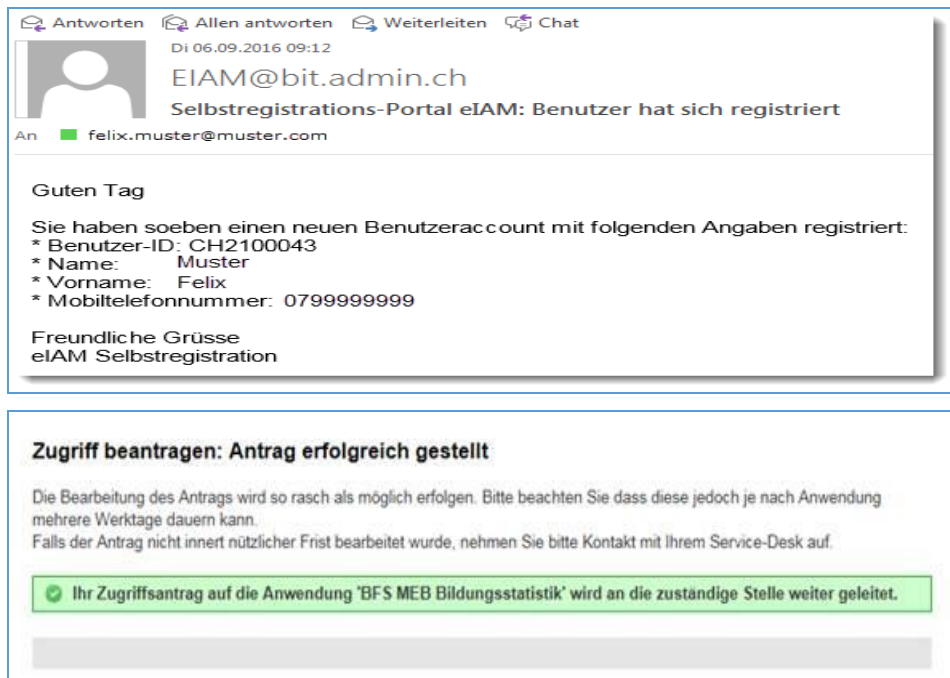 Antworten Allen antworten Weiterleiten Chat
Di 06.09.2016 09:12
EIAM@bit.admin.ch
Selbstregistrations-Portal eIAM: Benutzer hat sich registriert
An felix.muster@muster.com
Guten Tag
Sie haben soeben einen neuen Benutzeraccount mit folgenden Angaben registriert:
* Benutzer-ID: CH2100043
* Name: Muster
* Vorname: Felix
* Mobiltelefonnummer: 0799999999
Freundliche Grüsse
eIAM Selbstregistration
Zugriff beantragen: Antrag erfolgreich gestellt
Die Bearbeitung des Antrags wird so rasch als möglich erfolgen. Bitte beachten Sie dass diese jedoch je nach Anwendung
mehrere Werktage dauern kann.
Falls der Antrag nicht innert nützlicher Frist bearbeitet wurde, nehmen Sie bitte Kontakt mit Ihrem Service-Desk auf.
Ihr Zugriffsantrag auf die Anwendung 'BFS MEB Bildungsstatistik' wird an die zuständige Stelle weiter geleitet.